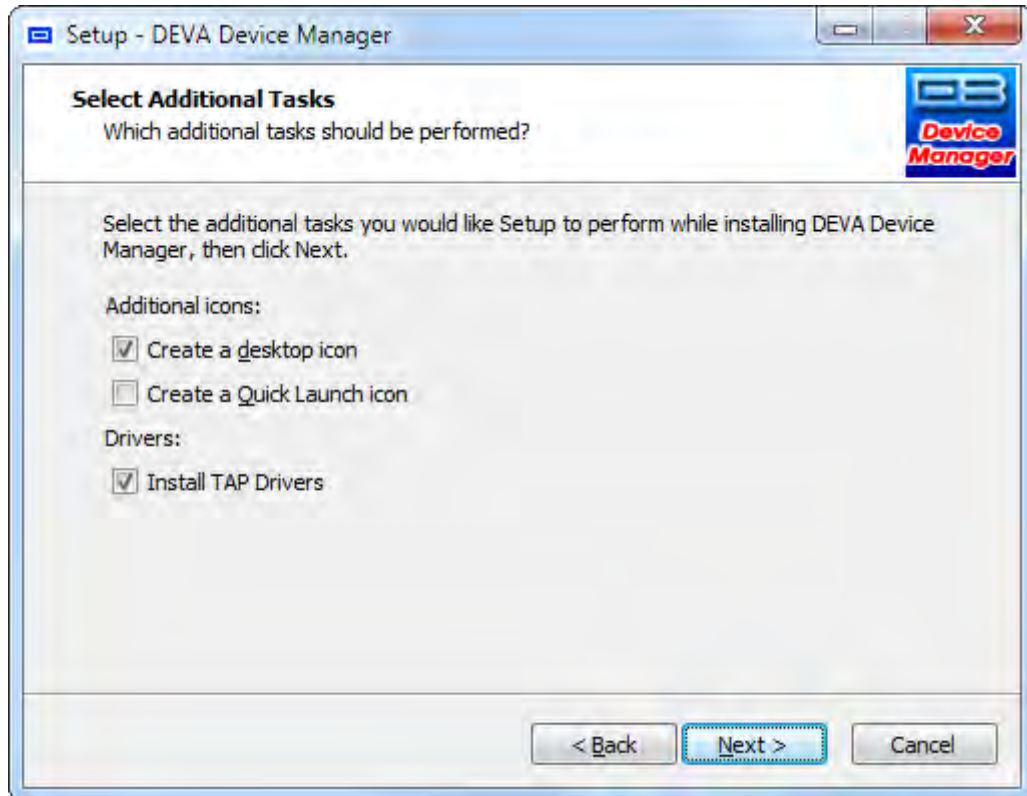 Setup - DEVA Device Manager
Select Additional Tasks
Which additional tasks should be performed?
Device
Manager
Select the additional tasks you would like Setup to perform while installing DEVA Device
Manager, then click Next.
Additional icons:
Create a desktop icon
Create a Quick Launch icon
Drivers:
Install TAP Drivers
< Back
Next >
Cancel